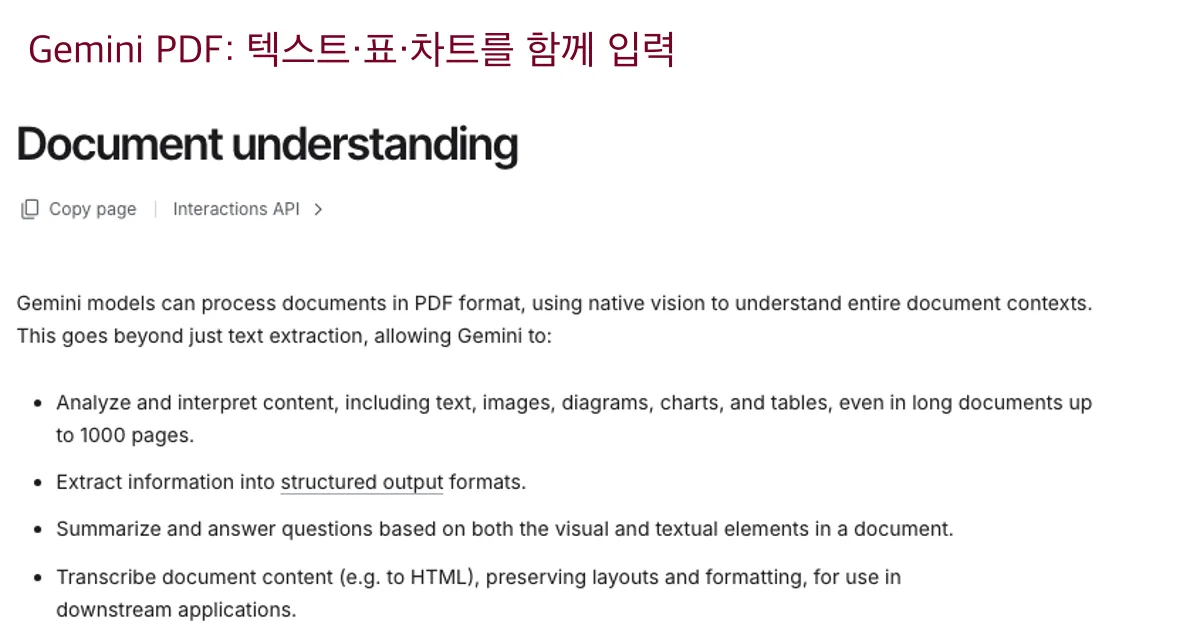 Gemini PDF: 텍스트·표·차트를 함께 입력
Document understanding
Copy page | Interactions API >
Gemini models can process documents in PDF format, using native vision to understand entire document contexts.
This goes beyond just text extraction, allowing Gemini to:
• Analyze and interpret content, including text, images, diagrams, charts, and tables, even in long documents up
to 1000 pages.
• Extract information into structured output formats.
• Summarize and answer questions based on both the visual and textual elements in a document.
• Transcribe document content (e.g. to HTML), preserving layouts and formatting, for use in
downstream applications.